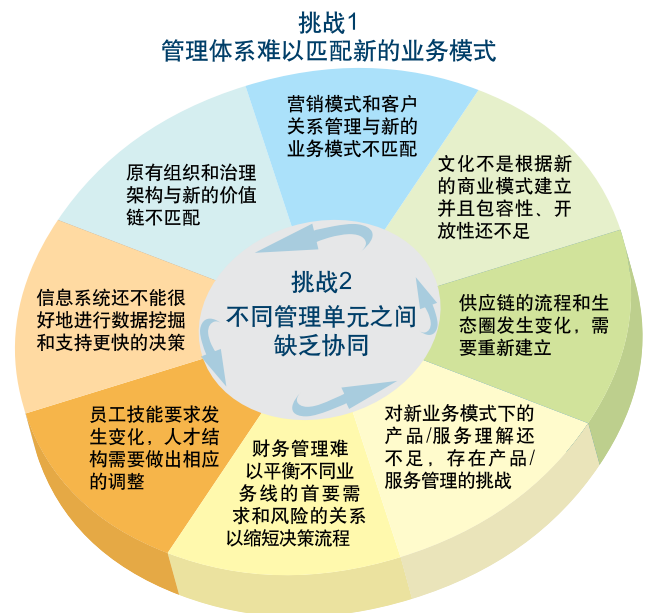 挑战1
管理体系难以匹配新的业务模式
营销模式和客户
关系管理与新的
业务模式不匹配
文化不是根据新
的商业模式建立
并且包容性、开
放性还不足
供应链的流程和生
态圈发生变化，需
要重新建立
对新业务模式下的
产品/服务理解还
不足，存在产品/
服务管理的挑战
财务管理难
以平衡不同业
务线的首要需
求和风险的关系
以缩短决策流程
员工技能要求发
生变化，人才结
构需要做出相应
的调整
信息系统还不能很
好地进行数据挖掘
和支持更快的决策
原有组织和治理
架构与新的价值
链不匹配
挑战2
不同管理单元之间
缺乏协同